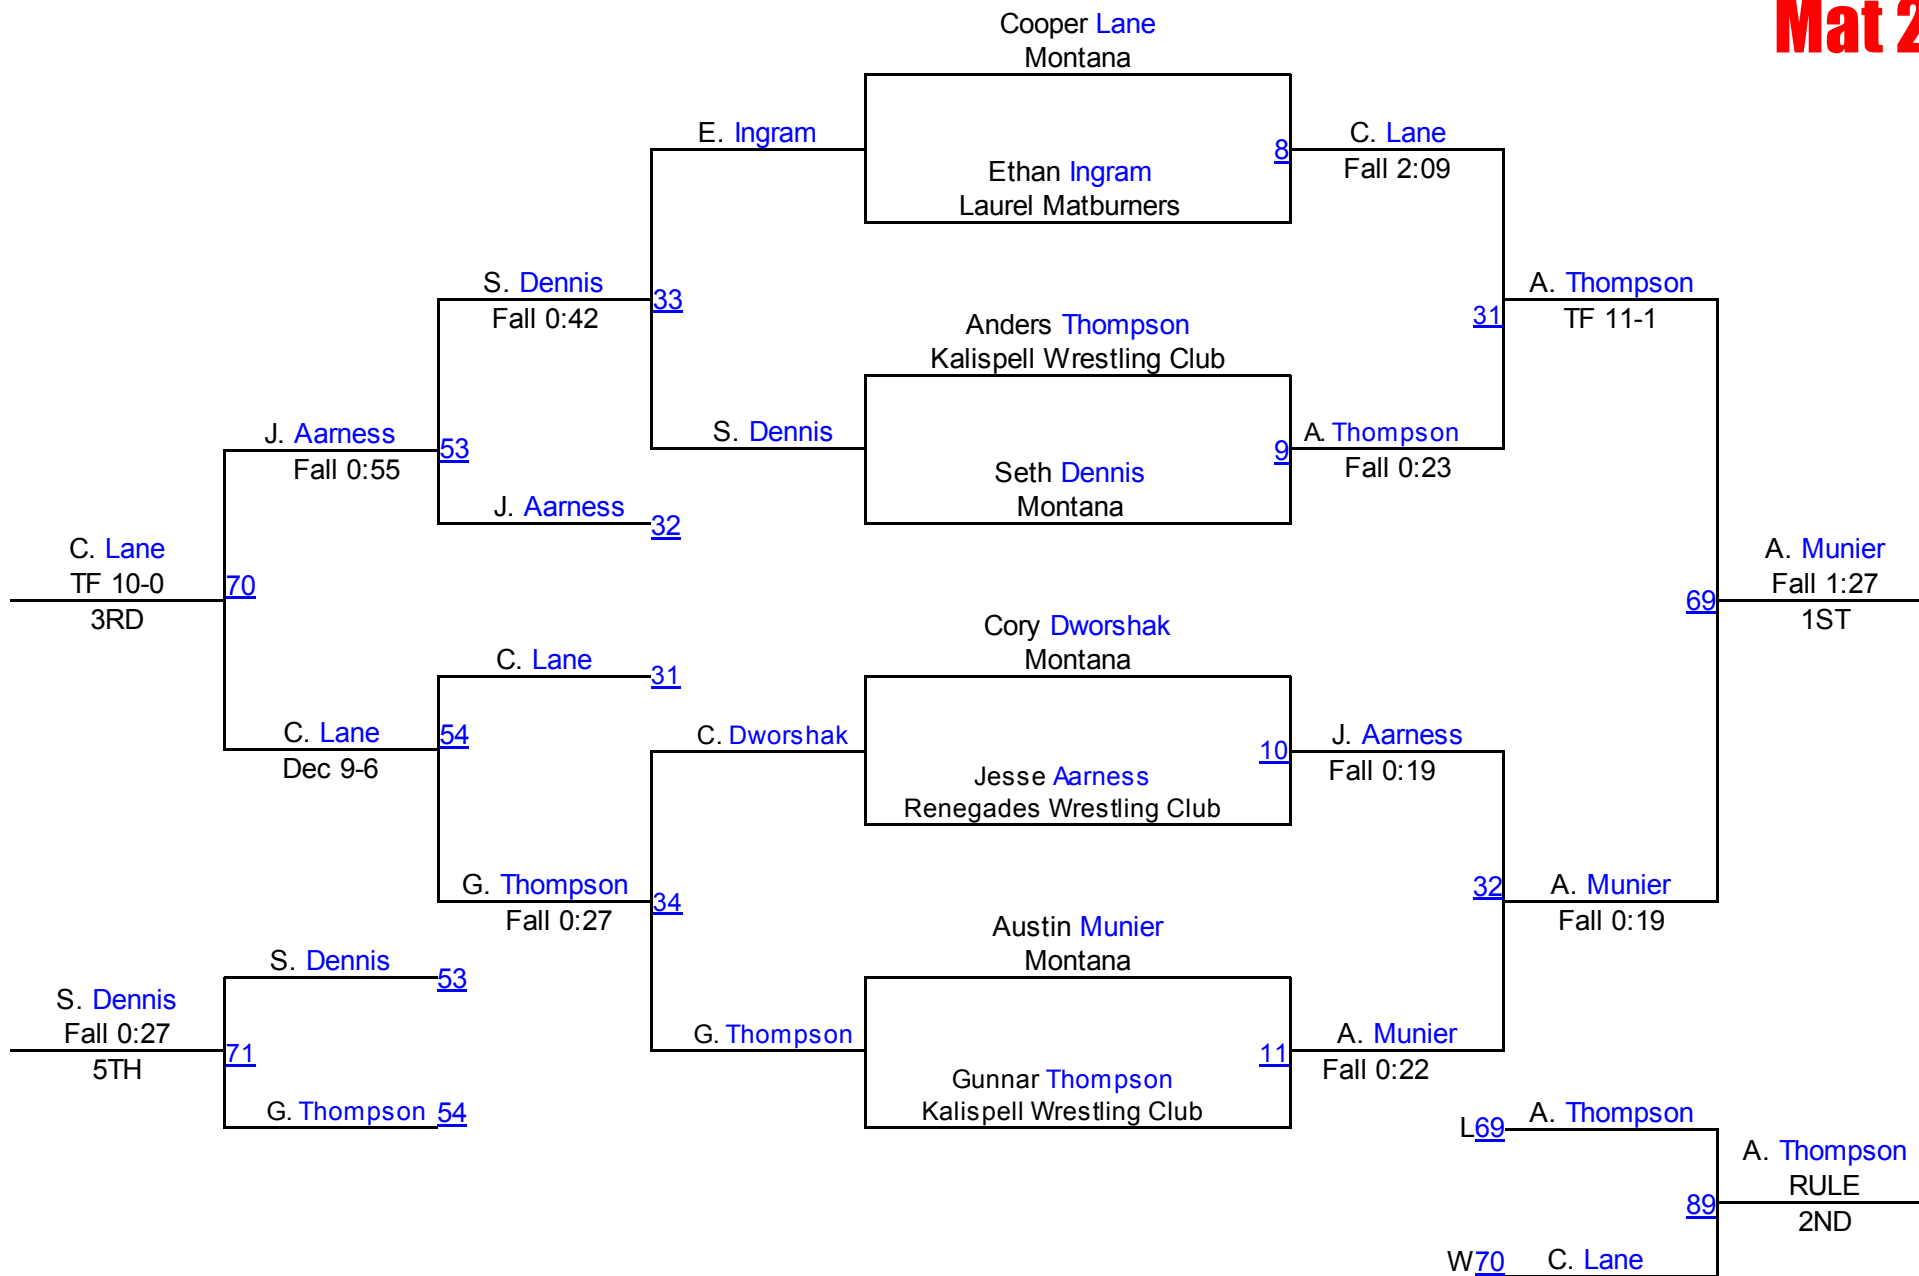 Mat 2
Cooper Lane
Montana
E. Ingram
8
C. Lane
Fall 2:09
Ethan Ingram
Laurel Matburners
S. Dennis
Fall 0:42
33
Anders Thompson
Kalispell Wrestling Club
31
A. Thompson
TF 11-1
J. Aarness
Fall 0:55
53
S. Dennis
9
A. Thompson
Fall 0:23
Seth Dennis
Montana
J. Aarness
32
C. Lane
TF 10-0
3RD
70
69
A. Munier
Fall 1:27
1ST
Cory Dworshak
Montana
C. Lane
31
C. Lane
Dec 9-6
54
C. Dworshak
10
J. Aarness
Fall 0:19
Jesse Aarness
Renegades Wrestling Club
G. Thompson
Fall 0:27
34
32
A. Munier
Fall 0:19
Austin Munier
Montana
S. Dennis
53
S. Dennis
Fall 0:27
5TH
71
G. Thompson
11
A. Munier
Fall 0:22
Gunnar Thompson
Kalispell Wrestling Club
G. Thompson 54
L69
A. Thompson
A. Thompson
RULE
2ND
89
W70
C. Lane